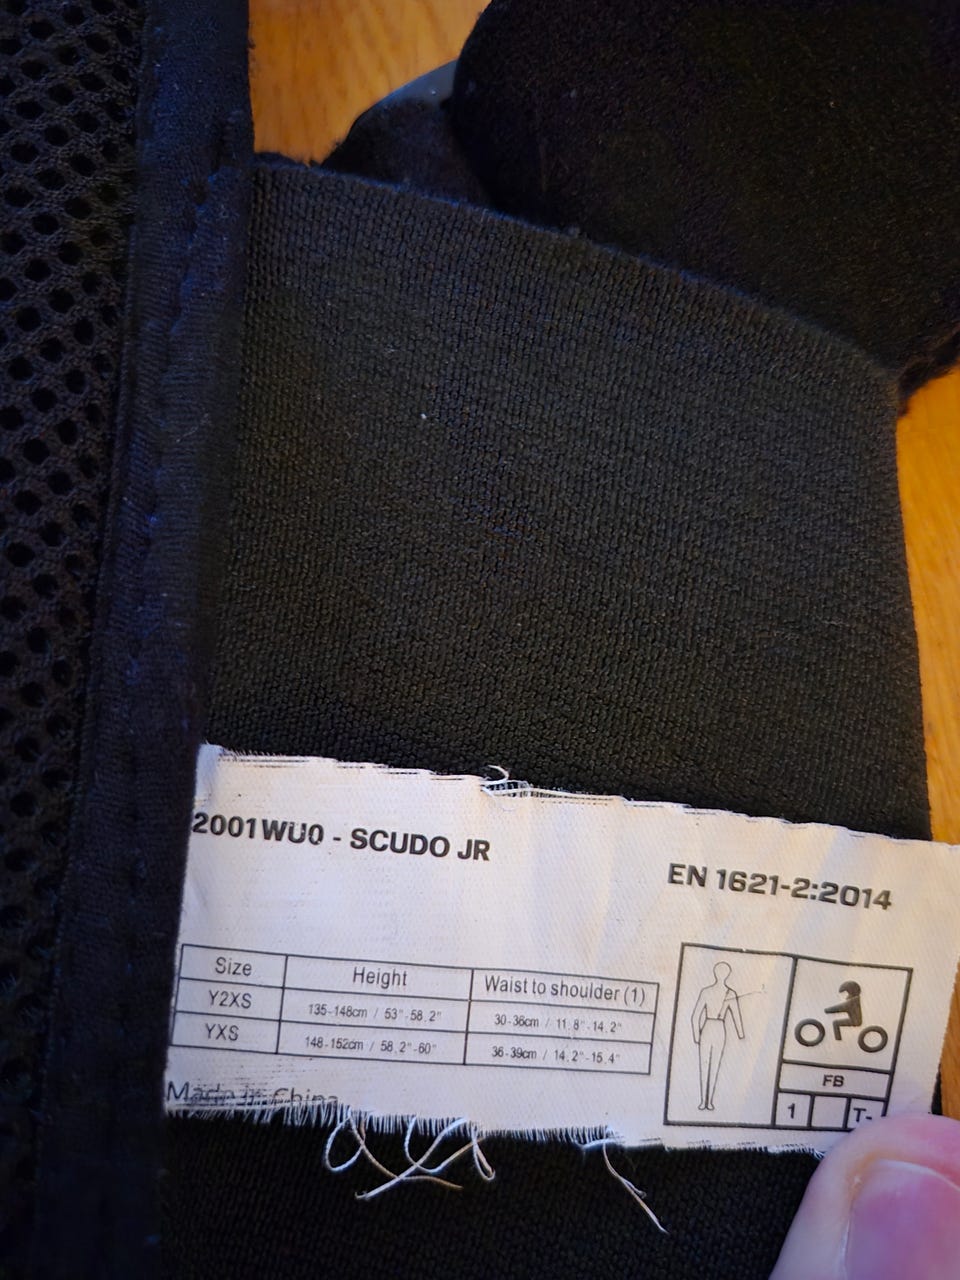 2001WU0 - SCUDO JR
EN 1621-2:2014
Size Height Waist to shoulder (1)
Y2XS 135-148cm / 53"-58,2" 30-36cm / 11,8"-14,2"
YXS 148-152cm / 58,2"-60" 36-39cm / 14,2"-15,4"
1
FB
1 T-
Made in China